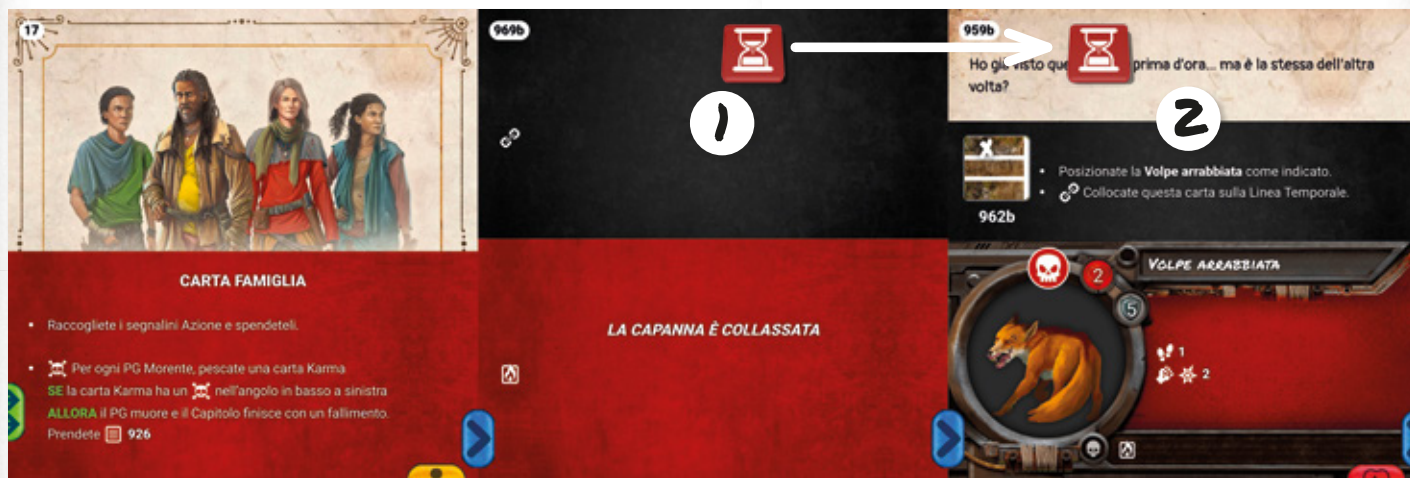 17
CARTA FAMIGLIA
Raccogliete i segnalini Azione e spendeteli.
Per ogni PG Morente, pescate una carta Karma
SE la carta Karma ha un nell'angolo in basso a sinistra
ALLORA il PG muore e il Capitolo finisce con un fallimento.
Prendete 926
969b
1
LA CAPANNA È COLLASSATA
959b
2
Ho già visto prima d'ora... ma è la stessa dell'altra
volta?
X
962b
Posizionate la Volpe arrabbiata come indicato.
Collocate questa carta sulla Linea Temporale.
VOLPE ARRABBIATA
2
5
1
2